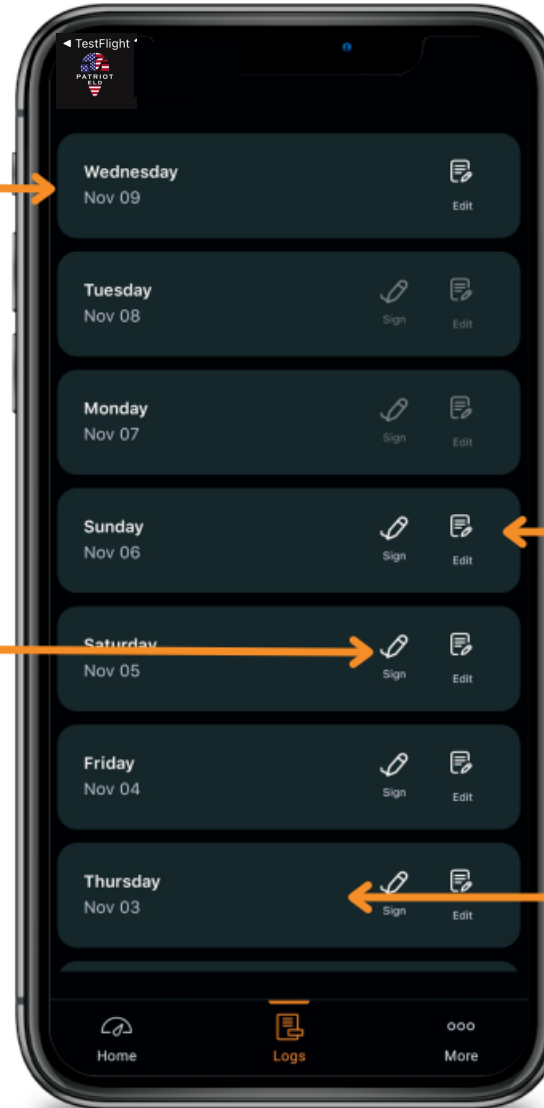 ◀ TestFlight
PATRIOT
ELD
Wednesday
Nov 09
Edit
Tuesday
Nov 08
Sign
Edit
Monday
Nov 07
Sign
Edit
Sunday
Nov 06
Sign
Edit
Saturday
Nov 05
Sign
Edit
Friday
Nov 04
Sign
Edit
Thursday
Nov 03
Sign
Edit
Home
Logs
More